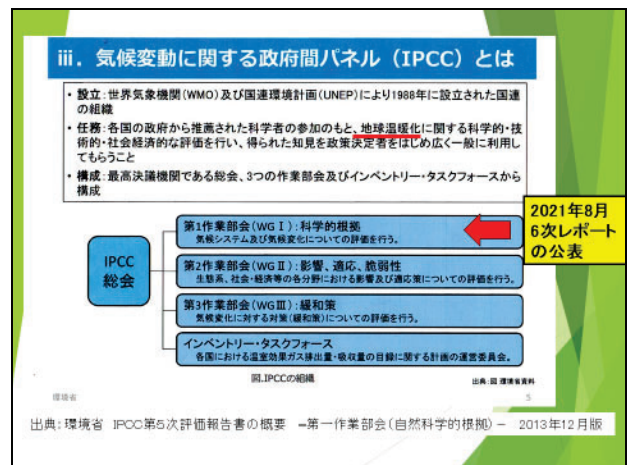 iii. 気候変動に関する政府間パネル（IPCC）とは
・設立：世界気象機関(WMO)及び国連環境計画(UNEP)により1988年に設立された国連
の組織
・任務：各国の政府から推薦された科学者の参加のもと、地球温暖化に関する科学的・技
術的・社会経済的な評価を行い、得られた知見を政策決定者をはじめ広く一般に利用し
てもらうこと
・構成：最高決議機関である総会、3つの作業部会及びインベントリー・タスクフォースから
構成
2021年8月
6次レポート
の公表
IPCC
総会
第1作業部会(WGⅠ)：科学的根拠
気候システム及び気候変化についての評価を行う。
第2作業部会(WGⅡ)：影響、適応、脆弱性
生態系、社会・経済等の各分野における影響及び適応策についての評価を行う。
第3作業部会(WGⅢ)：緩和策
気候変化に対する対策(緩和策)についての評価を行う。
インベントリー・タスクフォース
各国における温室効果ガス排出量・吸収量の目録に関する計画の運営委員会。
図.IPCCの組織
出典：図 環境省資料
環境省
5
出典：環境省 IPCC第5次評価報告書の概要 －第一作業部会(自然科学的根拠)－ 2013年12月版